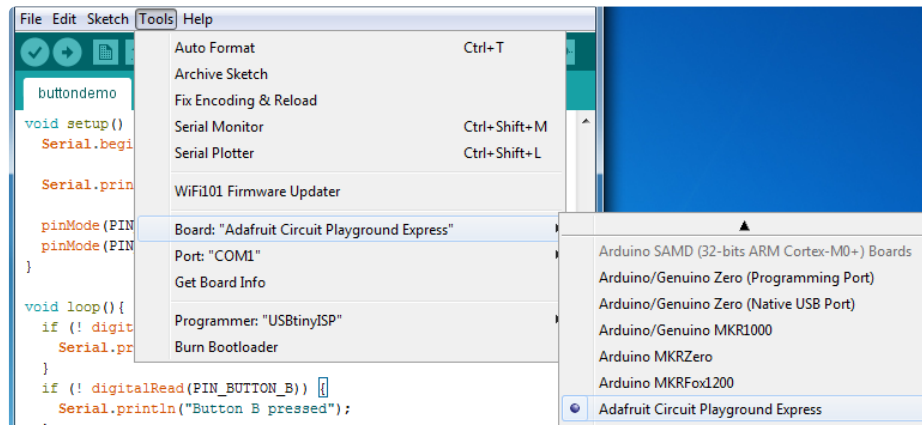 File Edit Sketch Tools Help
buttondemo
void setup()
Serial.begi
Serial.prin
pinMode(PIN
pinMode(PIN
}
void loop(){
if (! digit
Serial.pr
}
if (! digitalRead(PIN_BUTTON_B)) {
Serial.println("Button B pressed");
Auto Format Ctrl+T
Archive Sketch
Fix Encoding & Reload
Serial Monitor Ctrl+Shift+M
Serial Plotter Ctrl+Shift+L
WiFi101 Firmware Updater
Board: "Adafruit Circuit Playground Express"
Port: "COM1"
Get Board Info
Programmer: "USBtinyISP"
Burn Bootloader
Arduino SAMD (32-bits ARM Cortex-M0+) Boards
Arduino/Genuino Zero (Programming Port)
Arduino/Genuino Zero (Native USB Port)
Arduino/Genuino MKR1000
Arduino MKRZero
Arduino MKRFox1200
Adafruit Circuit Playground Express